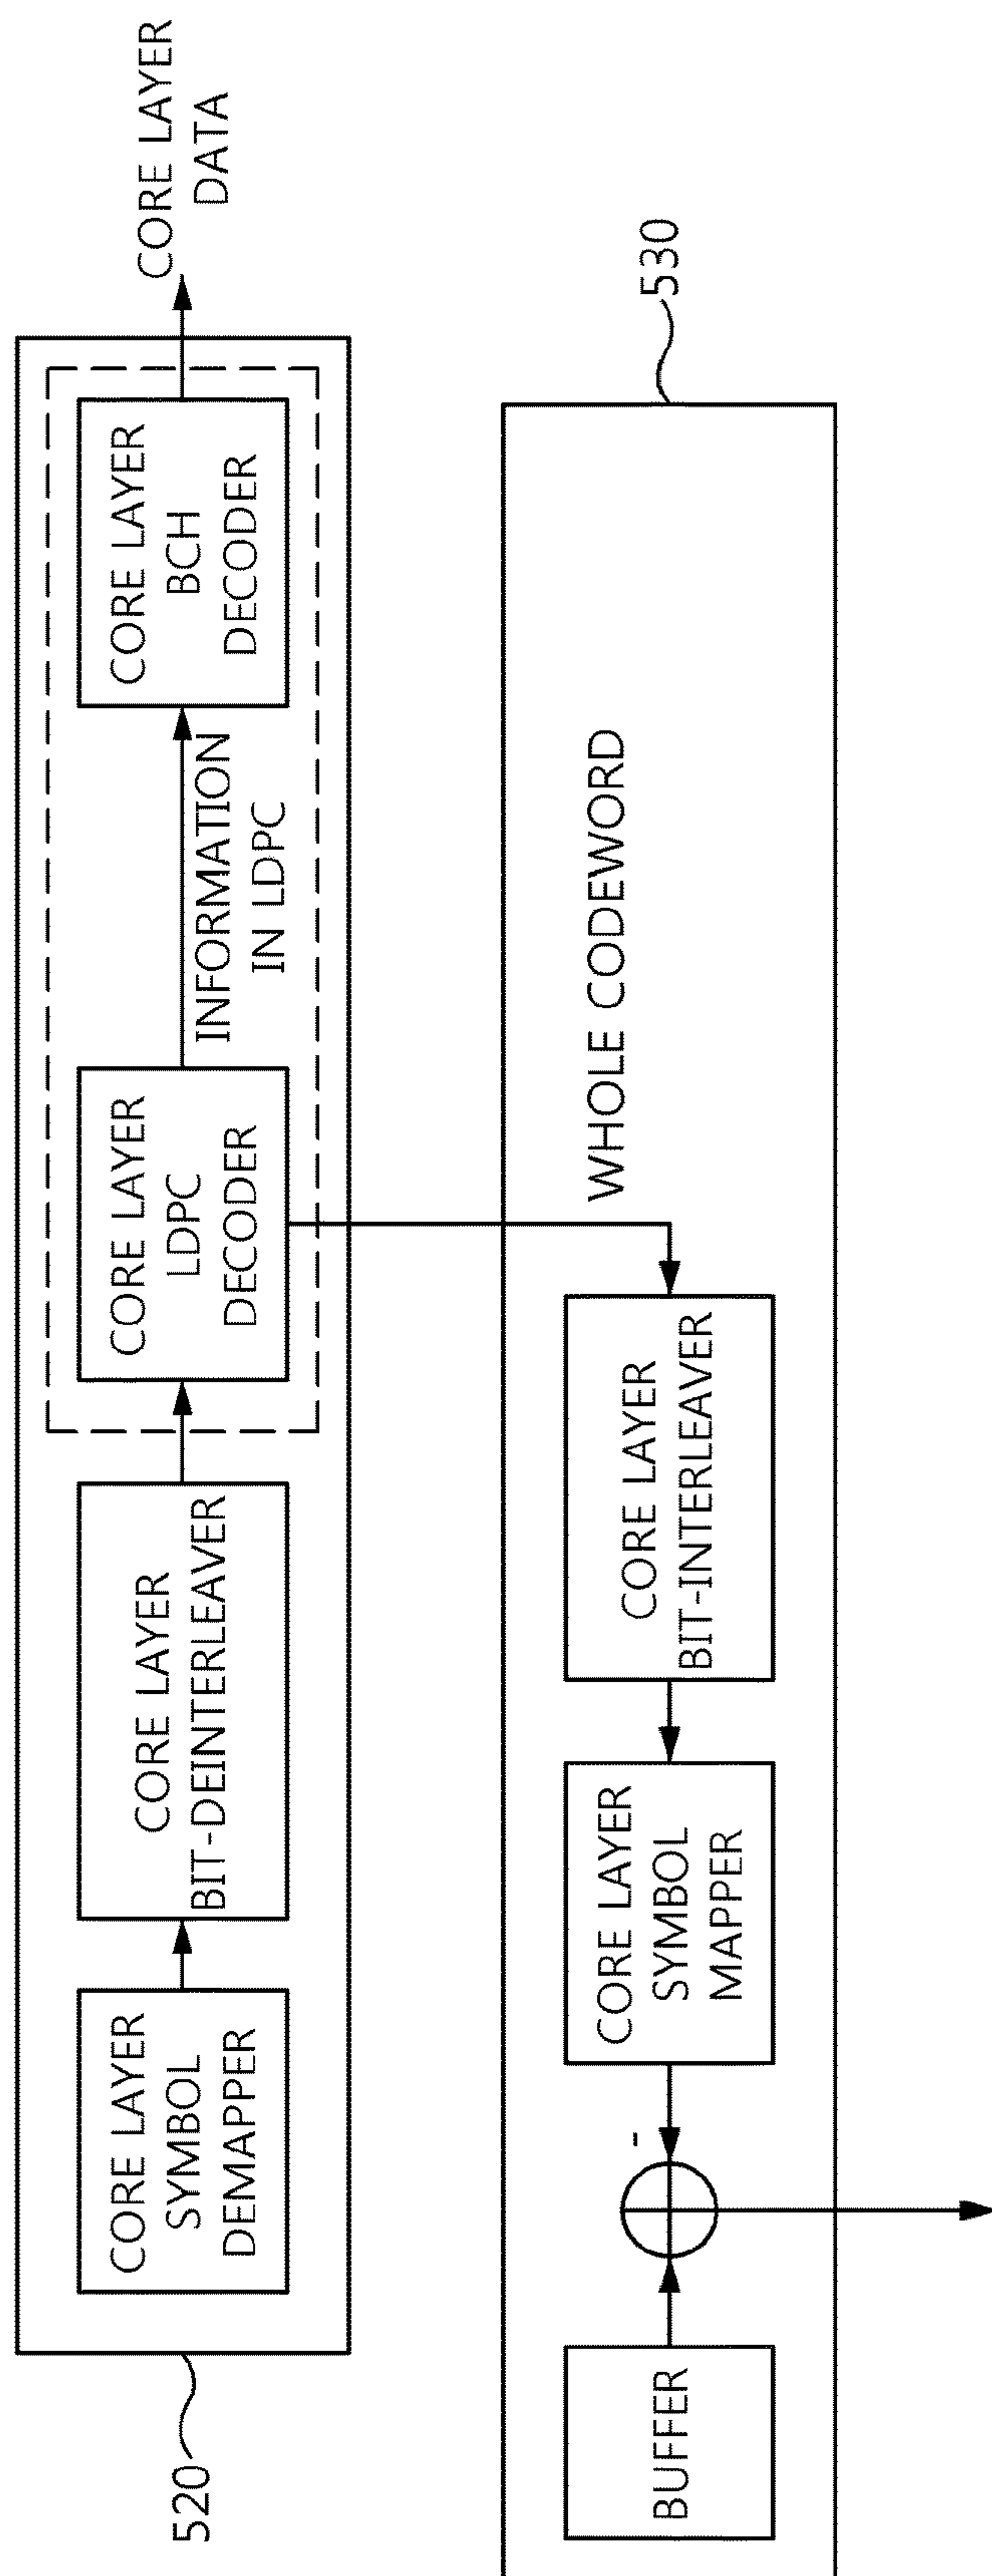 520
CORE LAYER
SYMBOL
DEMAPPER
CORE LAYER
BIT-DEINTERLEAVER
CORE LAYER
LDPC
DECODER
INFORMATION
IN LDPC
CORE LAYER
BCH
DECODER
CORE LAYER
DATA
BUFFER
-
CORE LAYER
SYMBOL
MAPPER
CORE LAYER
BIT-INTERLEAVER
WHOLE CODEWORD
530